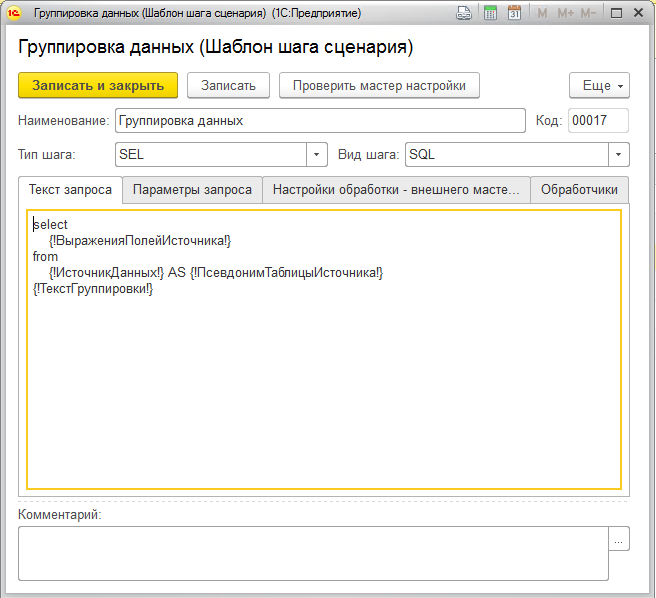 Группировка данных (Шаблон шага сценария) (1С:Предприятие)
31 M M+ M-
Группировка данных (Шаблон шага сценария)
Записать и закрыть Записать Проверить мастер настройки Еще
Наименование: Группировка данных Код: 00017
Тип шага: SEL Вид шага: SQL
Текст запроса Параметры запроса Настройки обработки - внешнего масте... Обработчики
select
{!ВыраженияПолейИсточника!}
from
{!ИсточникДанных!} AS {!ПсевдонимТаблицыИсточника!}
{!ТекстГруппировки!}
Комментарий:
...